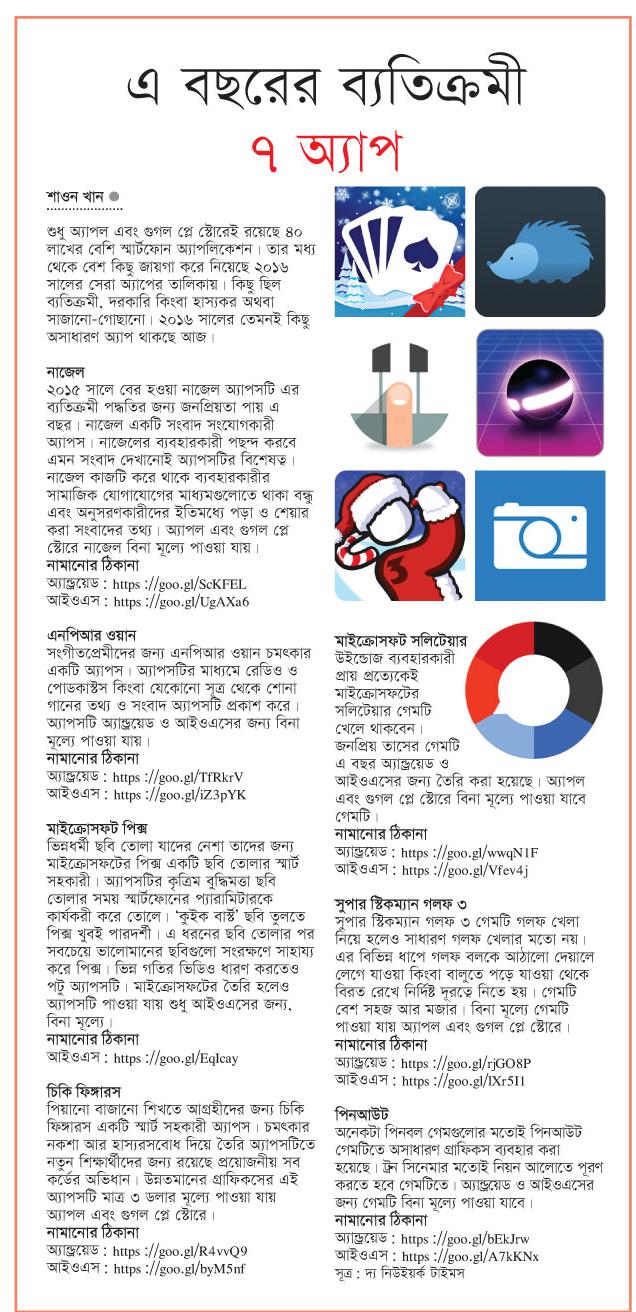 এ বছরের ব্যতিক্রমী
৭ অ্যাপ
শাওন খান
শুধু অ্যাপল এবং গুগল প্লে স্টোরেই রয়েছে ৪০
লাখের বেশি স্মার্টফোন অ্যাপলিকেশন। তার মধ্য
থেকে বেশ কিছু জায়গা করে নিয়েছে ২০১৬
সালের সেরা অ্যাপের তালিকায়। কিছু ছিল
ব্যতিক্রমী, দরকারি কিংবা হাস্যকর অথবা
সাজানো-গোছানো। ২০১৬ সালের তেমনই কিছু
অসাধারণ অ্যাপ থাকছে আজ।
নাজেল
২০১৫ সালে বের হওয়া নাজেল অ্যাপসটি এর
ব্যতিক্রমী পদ্ধতির জন্য জনপ্রিয়তা পায় এ
বছর। নাজেল একটি সংবাদ সংযোগকারী
অ্যাপস। নাজেলের ব্যবহারকারী পছন্দ করবে
এমন সংবাদ দেখানোই অ্যাপসটির বিশেষত্ব।
নাজেল কাজটি করে থাকে ব্যবহারকারীর
সামাজিক যোগাযোগের মাধ্যমগুলোতে থাকা বন্ধু
এবং অনুসরণকারীদের ইতিমধ্যে পড়া ও শেয়ার
করা সংবাদের তথ্য। অ্যাপল এবং গুগল প্লে
স্টোরে নাজেল বিনা মূল্যে পাওয়া যায়।
নামানোর ঠিকানা
অ্যান্ড্রয়েড : https ://goo.gl/ScKFEL
আইওএস : https ://goo.gl/UgAXa6
এনপিআর ওয়ান
সংগীতপ্রেমীদের জন্য এনপিআর ওয়ান চমৎকার
একটি অ্যাপস। অ্যাপসটির মাধ্যমে রেডিও ও
পোডকাস্টস কিংবা যেকোনো সূত্র থেকে শোনা
গানের তথ্য ও সংবাদ অ্যাপসটি প্রকাশ করে।
অ্যাপসটি অ্যান্ড্রয়েড ও আইওএসের জন্য বিনা
মূল্যে পাওয়া যায়।
নামানোর ঠিকানা
অ্যান্ড্রয়েড : https ://goo.gl/TfRkrV
আইওএস : https ://goo.gl/iZ3pYK
মাইক্রোসফট পিক্স
ভিন্নধর্মী ছবি তোলা যাদের নেশা তাদের জন্য
মাইক্রোসফটের পিক্স একটি ছবি তোলার স্মার্ট
সহকারী। অ্যাপসটির কৃত্রিম বুদ্ধিমত্তা ছবি
তোলার সময় স্মার্টফোনের প্যারামিটারকে
কার্যকরী করে তোলে। ‘কুইক বার্স্ট’ ছবি তুলতে
পিক্স খুবই পারদর্শী। এ ধরনের ছবি তোলার পর
সবচেয়ে ভালোমানের ছবিগুলো সংরক্ষণে সাহায্য
করে পিক্স। ভিন্ন গতির ভিডিও ধারণ করতেও
পটু অ্যাপসটি। মাইক্রোসফটের তৈরি হলেও
অ্যাপসটি পাওয়া যায় শুধু আইওএসের জন্য,
বিনা মূল্যে।
নামানোর ঠিকানা
আইওএস : https ://goo.gl/EqIcay
চিকি ফিঙ্গারস
পিয়ানো বাজানো শিখতে আগ্রহীদের জন্য চিকি
ফিঙ্গারস একটি স্মার্ট সহকারী অ্যাপস। চমৎকার
নকশা আর হাস্যরসবোধ দিয়ে তৈরি অ্যাপসটিতে
নতুন শিক্ষার্থীদের জন্য রয়েছে প্রয়োজনীয় সব
কর্ডের অভিধান। উন্নতমানের গ্রাফিকসের এই
অ্যাপসটি মাত্র ৩ ডলার মূল্যে পাওয়া যায়
অ্যাপল এবং গুগল প্লে স্টোরে।
নামানোর ঠিকানা
অ্যান্ড্রয়েড : https ://goo.gl/R4vvQ9
আইওএস : https ://goo.gl/byM5nf
3
মাইক্রোসফট সলিটেয়ার
উইন্ডোজ ব্যবহারকারী
প্রায় প্রত্যেকেই
মাইক্রোসফটের
সলিটেয়ার গেমটি
খেলে থাকবেন।
জনপ্রিয় তাসের গেমটি
এ বছর অ্যান্ড্রয়েড ও
আইওএসের জন্য তৈরি করা হয়েছে। অ্যাপল
এবং গুগল প্লে স্টোরে বিনা মূল্যে পাওয়া যাবে
গেমটি।
নামানোর ঠিকানা
অ্যান্ড্রয়েড : https ://goo.gl/wwqN1F
আইওএস : https ://goo.gl/Vfev4j
সুপার স্টিকম্যান গলফ ৩
সুপার স্টিকম্যান গলফ ৩ গেমটি গলফ খেলা
নিয়ে হলেও সাধারণ গলফ খেলার মতো নয়।
এর বিভিন্ন ধাপে গলফ বলকে আঠালো দেয়ালে
লেগে যাওয়া কিংবা বালুতে পড়ে যাওয়া থেকে
বিরত রেখে নির্দিষ্ট দূরত্বে নিতে হয়। গেমটি
বেশ সহজ আর মজার। বিনা মূল্যে গেমটি
পাওয়া যায় অ্যাপল এবং গুগল প্লে স্টোরে।
নামানোর ঠিকানা
অ্যান্ড্রয়েড : https ://goo.gl/rjGO8P
আইওএস : https ://goo.gl/lXr5I1
পিনআউট
অনেকটা পিনবল গেমগুলোর মতোই পিনআউট
গেমটিতে অসাধারণ গ্রাফিকস ব্যবহার করা
হয়েছে। ট্রন সিনেমার মতোই নিয়ন আলোতে পূরণ
করতে হবে গেমটিতে। অ্যান্ড্রয়েড ও আইওএসের
জন্য গেমটি বিনা মূল্যে পাওয়া যাবে।
নামানোর ঠিকানা
অ্যান্ড্রয়েড : https ://goo.gl/bEkJrw
আইওএস : https ://goo.gl/A7kKNx
সূত্র : দ্য নিউইয়র্ক টাইমস